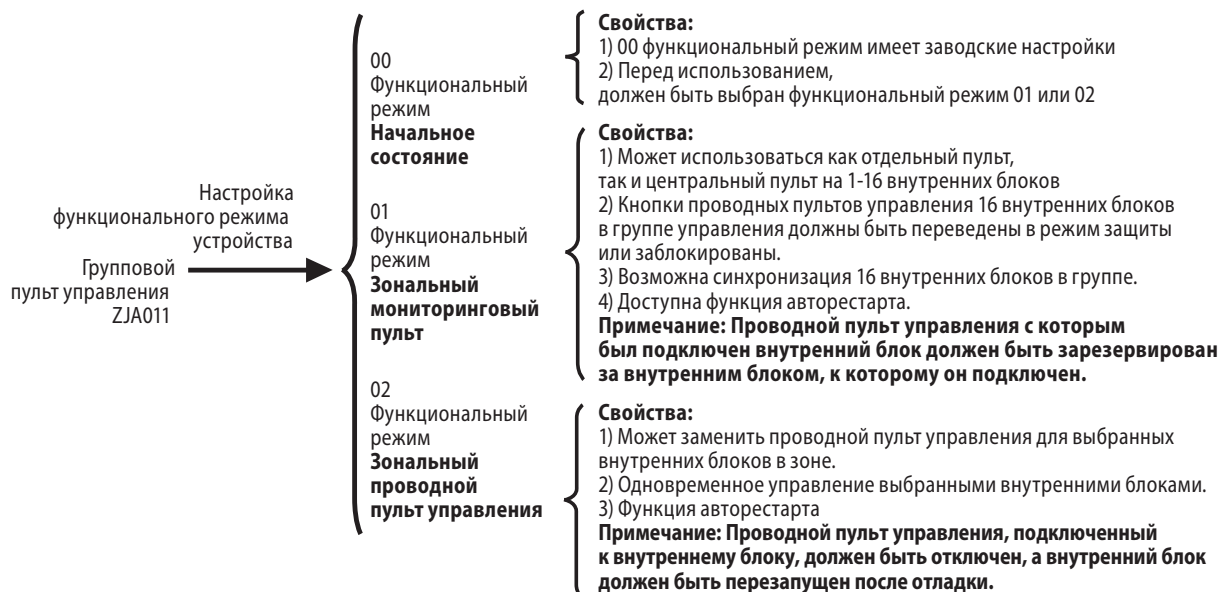 Настройка
функционального режима
устройства
Групповой
пульт управления
ZJA011
00
Функциональный
режим
Начальное
состояние
Свойства:
1) 00 функциональный режим имеет заводские настройки
2) Перед использованием,
должен быть выбран функциональный режим 01 или 02
01
Функциональный
режим
Зональный
мониторинговый
пульт
Свойства:
1) Может использоваться как отдельный пульт,
так и центральный пульт на 1-16 внутренних блоков
2) Кнопки проводных пультов управления 16 внутренних блоков
в группе управления должны быть переведены в режим защиты
или заблокированы.
3) Возможна синхронизация 16 внутренних блоков в группе.
4) Доступна функция авторестарта.
Примечание: Проводной пульт управления с которым
был подключен внутренний блок должен быть зарезервирован
за внутренним блоком, к которому он подключен.
02
Функциональный
режим
Зональный
проводной
пульт управления
Свойства:
1) Может заменить проводной пульт управления для выбранных
внутренних блоков в зоне.
2) Одновременное управление выбранными внутренними блоками.
3) Функция авторестарта
Примечание: Проводной пульт управления, подключенный
к внутреннему блоку, должен быть отключен, а внутренний блок
должен быть перезапущен после отладки.